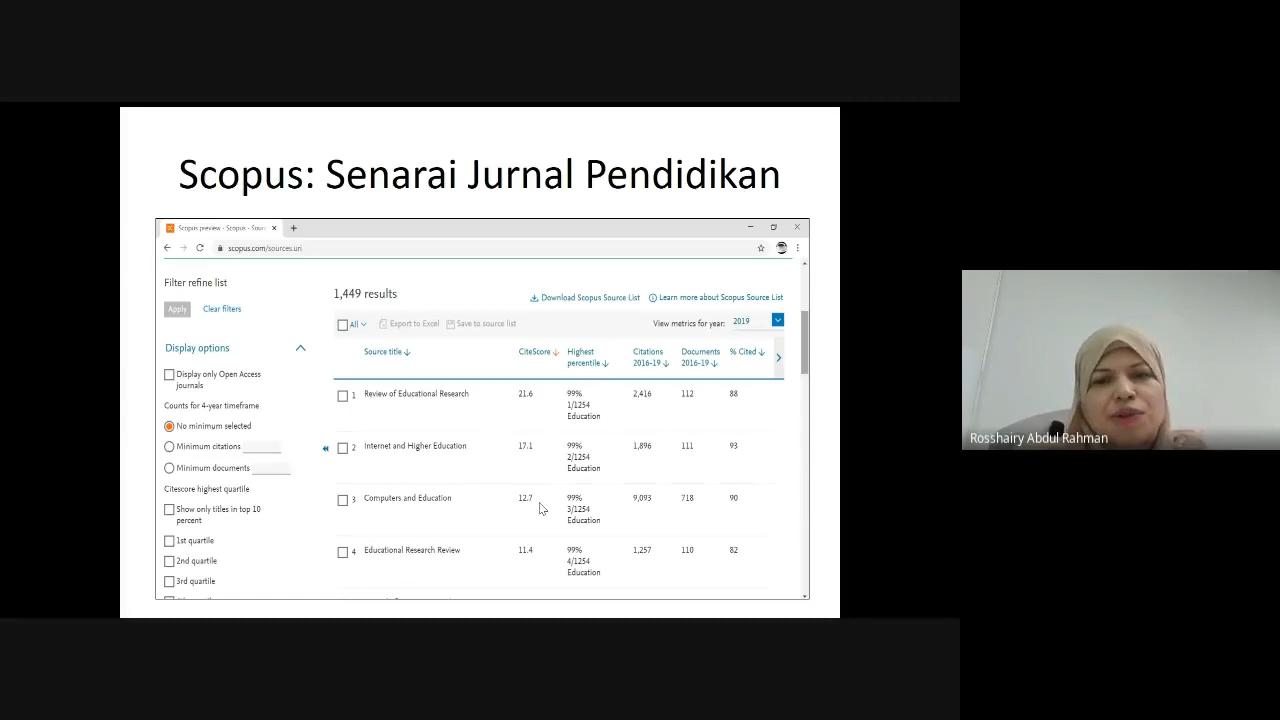 Scopus: Senarai Jurnal Pendidikan
Scopus preview - Scopus - Sour
scopus.com/sources.uri
Filter refine list
Apply
Clear filters
Display options
Display only Open Access
journals
Counts for 4-year timeframe
No minimum selected
Minimum citations
Minimum documents
Citescore highest quartile
Show only titles in top 10
percent
1st quartile
2nd quartile
3rd quartile
1,449 results
Download Scopus Source List
Learn more about Scopus Source List
All
Export to Excel
Save to source list
View metrics for year:
2019
Source title
CiteScore
Highest
percentile
Citations
2016-19
Documents
2016-19
% Cited
1 Review of Educational Research 21.6 99% 2,416 112 88
1/1254
Education
2 Internet and Higher Education 17.1 99% 1,896 111 93
2/1254
Education
3 Computers and Education 12.7 99% 9,093 718 90
3/1254
Education
4 Educational Research Review 11.4 99% 1,257 110 82
4/1254
Education
Rosshairy Abdul Rahman